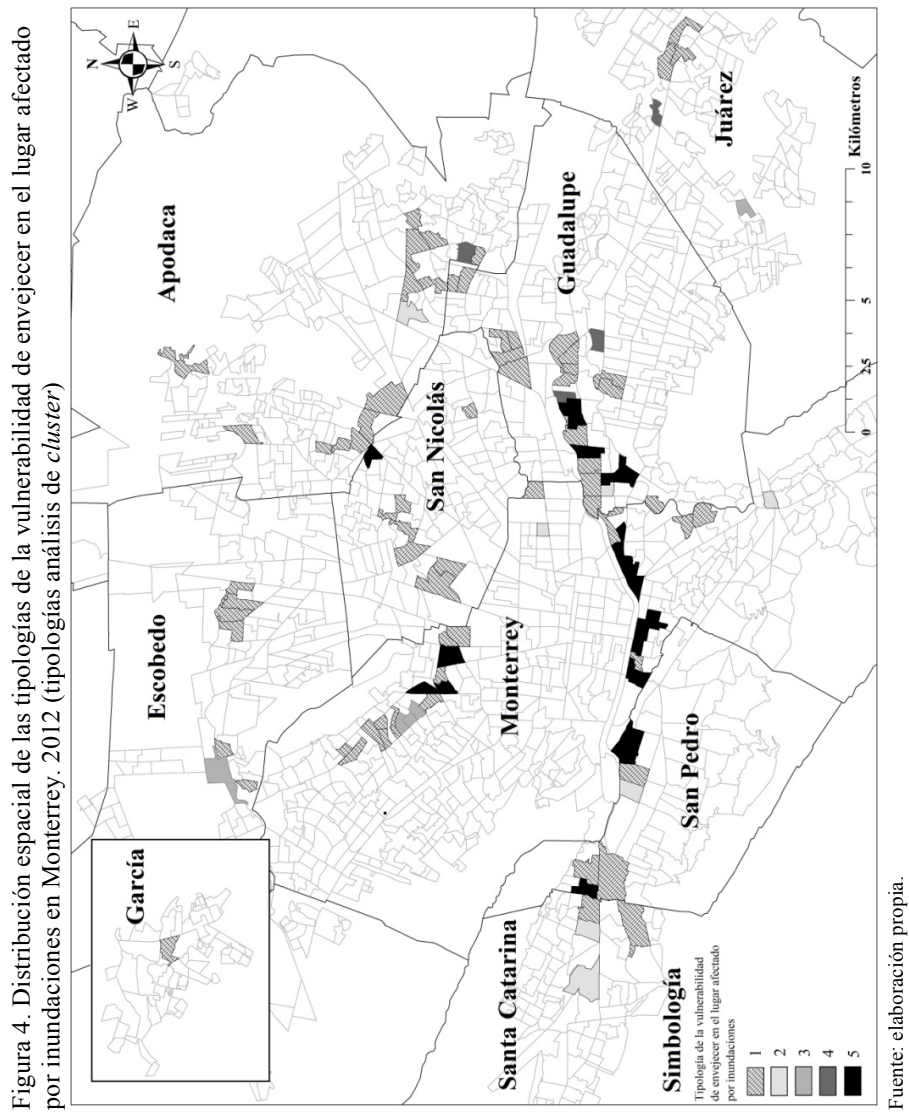 Figura 4. Distribución espacial de las tipologías de la vulnerabilidad de envejecer en el lugar afectado
por inundaciones en Monterrey. 2012 (tipologías análisis de cluster)
N
E
S
W
García
Escobedo
Apodaca
San Nicolás
Monterrey
Guadalupe
Santa Catarina
San Pedro
Juárez
Simbología
Tipología de la vulnerabilidad
de envejecer en el lugar afectado
por inundaciones
1
2
3
4
5
0 2.5 5 10
Kilómetros
Fuente: elaboración propia.